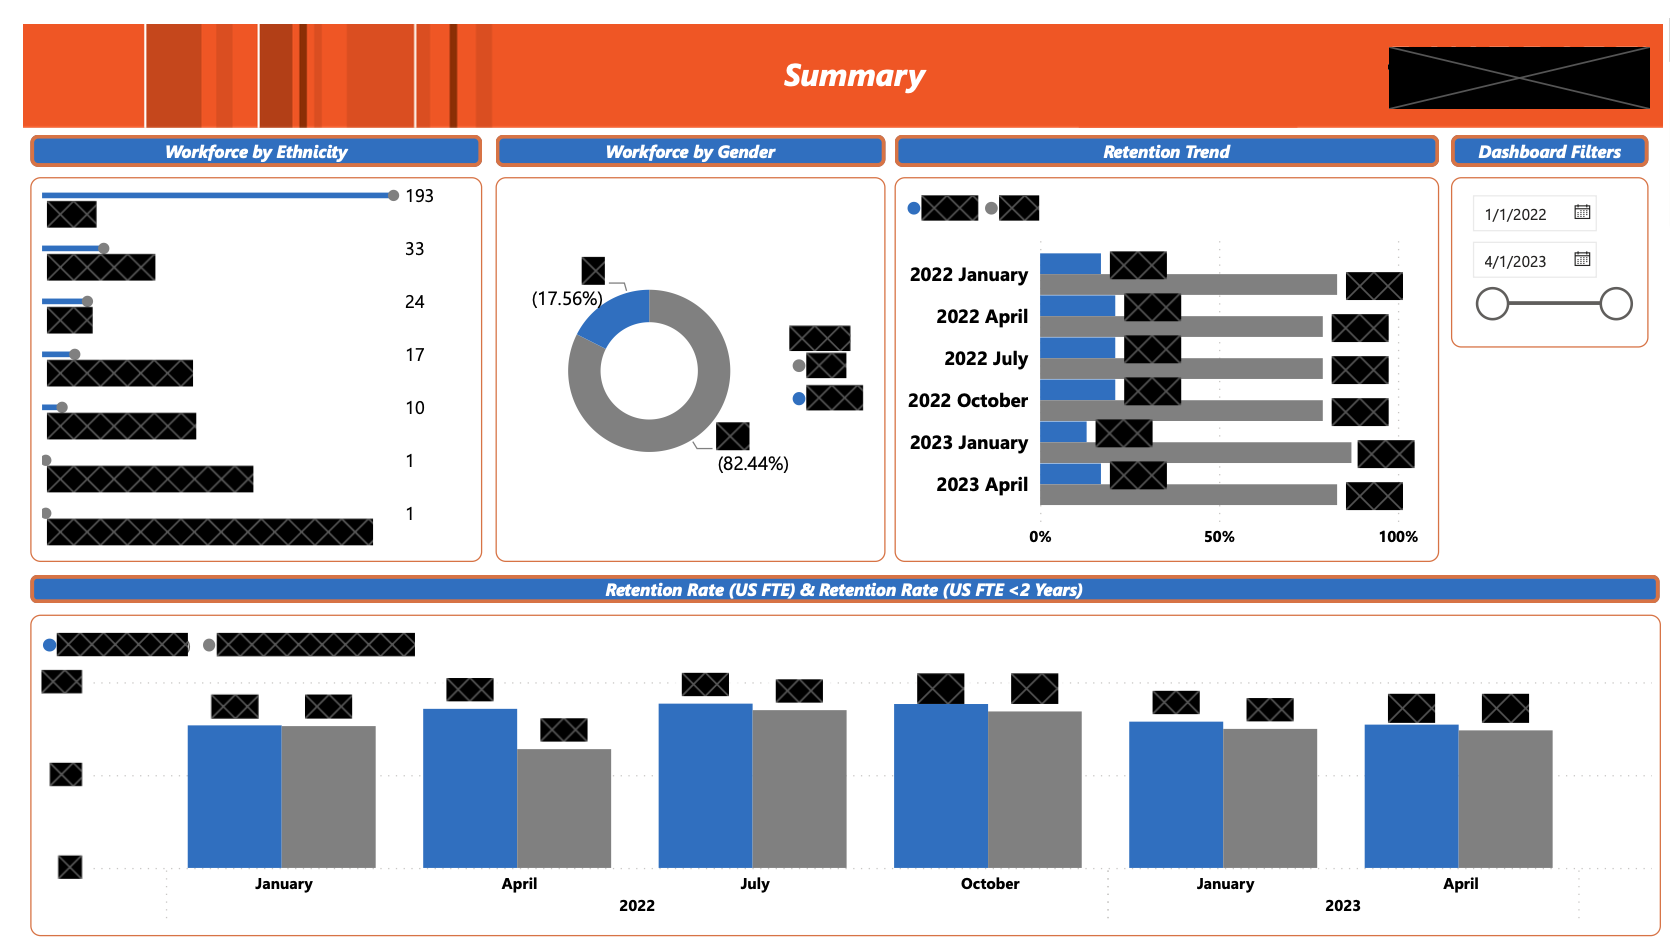 Summary
Workforce by Ethnicity
Workforce by Gender
Retention Trend
Dashboard Filters
193
33
24
17
10
1
1
(17.56%)
(82.44%)
2022 January
2022 April
2022 July
2022 October
2023 January
2023 April
0% 50% 100%
1/1/2022
4/1/2023
Retention Rate (US FTE) & Retention Rate (US FTE <2 Years)
January April July October January April
2022 2023